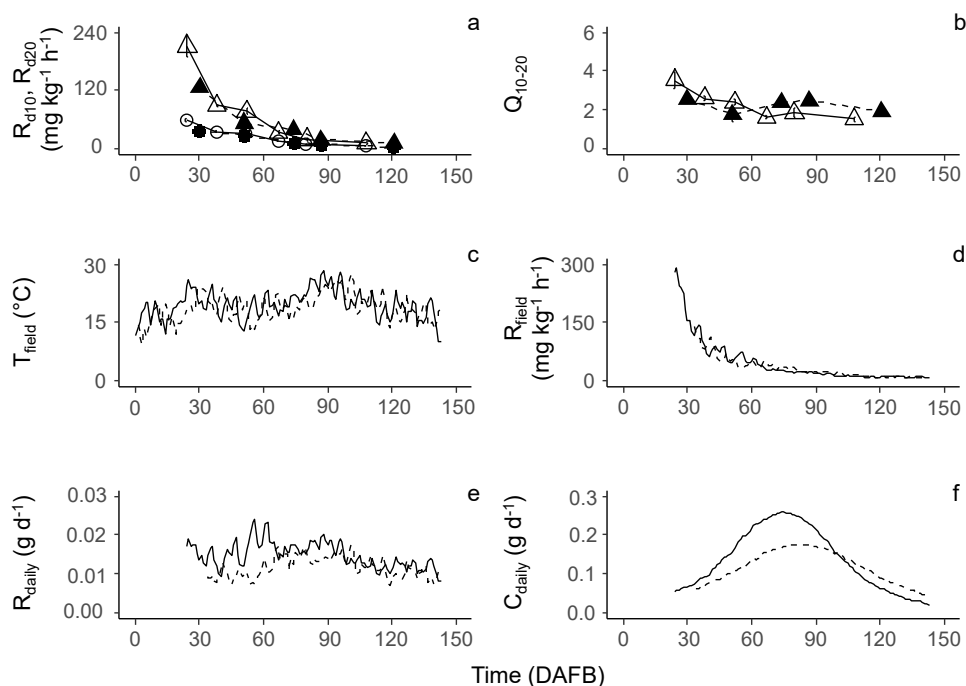 a
R_d10, R_d20
(mg kg⁻¹ h⁻¹)
240
120
0
0 30 60 90 120 150
b
Q_10-20
6
4
2
0
0 30 60 90 120 150
c
T_field (°C)
30
15
0
0 30 60 90 120 150
d
R_field
(mg kg⁻¹ h⁻¹)
300
150
0
0 30 60 90 120 150
e
R_daily (g d⁻¹)
0.03
0.02
0.01
0.00
0 30 60 90 120 150
f
C_daily (g d⁻¹)
0.3
0.2
0.1
0.0
0 30 60 90 120 150
Time (DAFB)